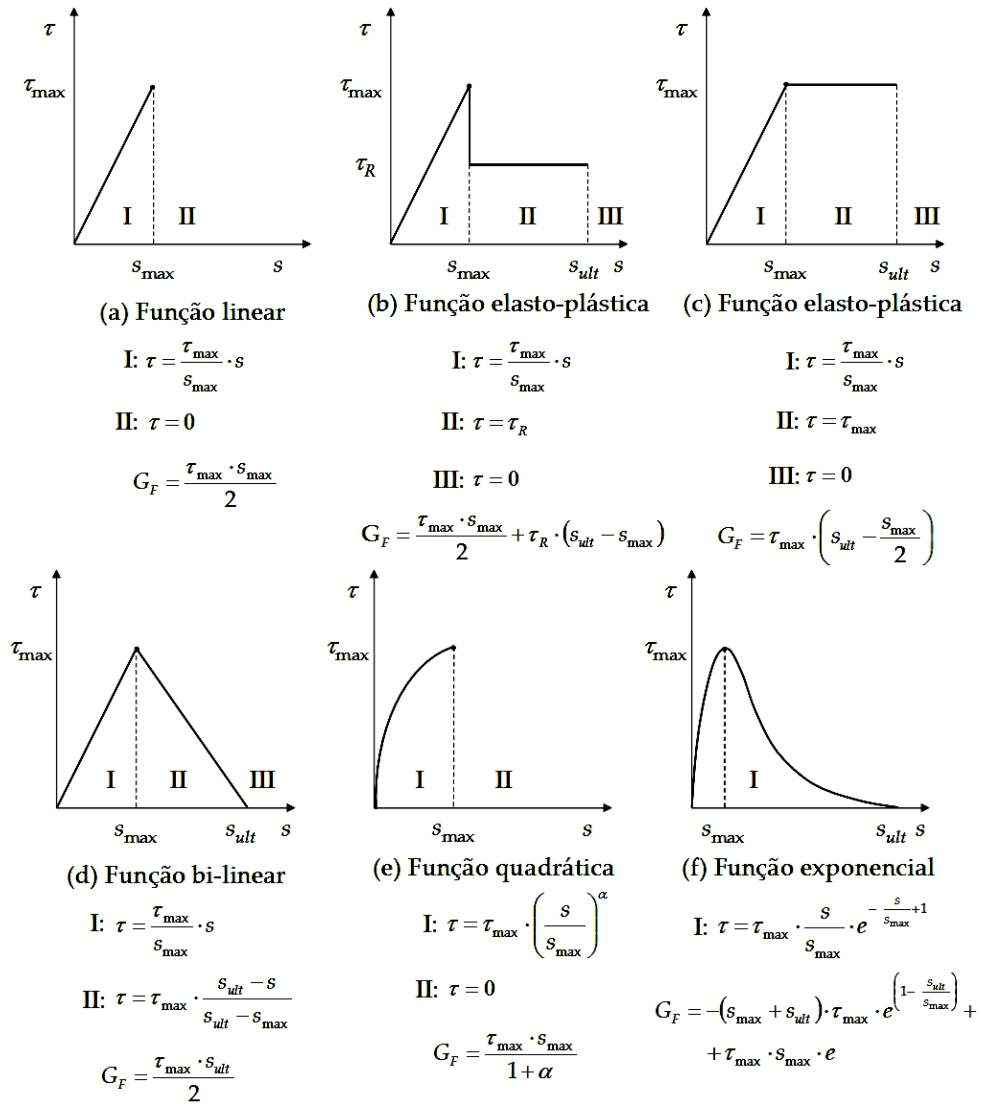 τ τ τ
τmax τmax τmax
τR
I II I II III I II III
smax s smax sult s smax sult s
(a) Função linear (b) Função elasto-plástica (c) Função elasto-plástica
I: τ = τmax/smax · s I: τ = τmax/smax · s I: τ = τmax/smax · s
II: τ = 0 II: τ = τR II: τ = τmax
III: τ = 0 III: τ = 0
GF = τmax · smax / 2 GF = τmax · smax / 2 + τR · (sult − smax) GF = τmax · (sult − smax/2)
τ τ τ
τmax τmax τmax
I II III I II I
smax sult s smax s smax sult s
(d) Função bi-linear (e) Função quadrática (f) Função exponencial
I: τ = τmax/smax · s I: τ = τmax · (s/smax)^α I: τ = τmax · s/smax · e^(− s/smax +1)
II: τ = τmax · (sult − s)/(sult − smax) II: τ = 0 GF = −(smax + sult) · τmax · e^(1− sult/smax) +
GF = τmax · sult / 2 GF = τmax · smax / (1 + α) + τmax · smax · e